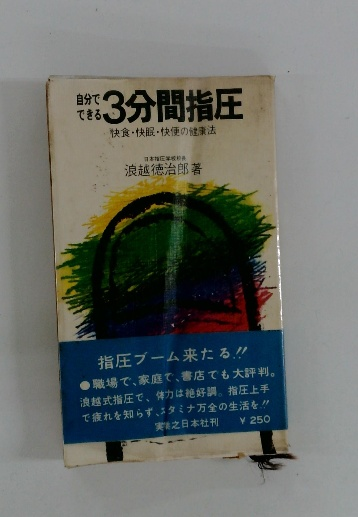 自分で
できる
3分間指圧
快食・快眠・快便の健康法
日本指圧学校校長
浪越徳治郎著
指圧ブーム来たる!!
●職場で、家庭で、書店でも大評判。
浪越式指圧で、体力は絶好調。指圧上手
で疲れを知らず、スタミナ万全の生活を!!
実業之日本社刊 ¥250